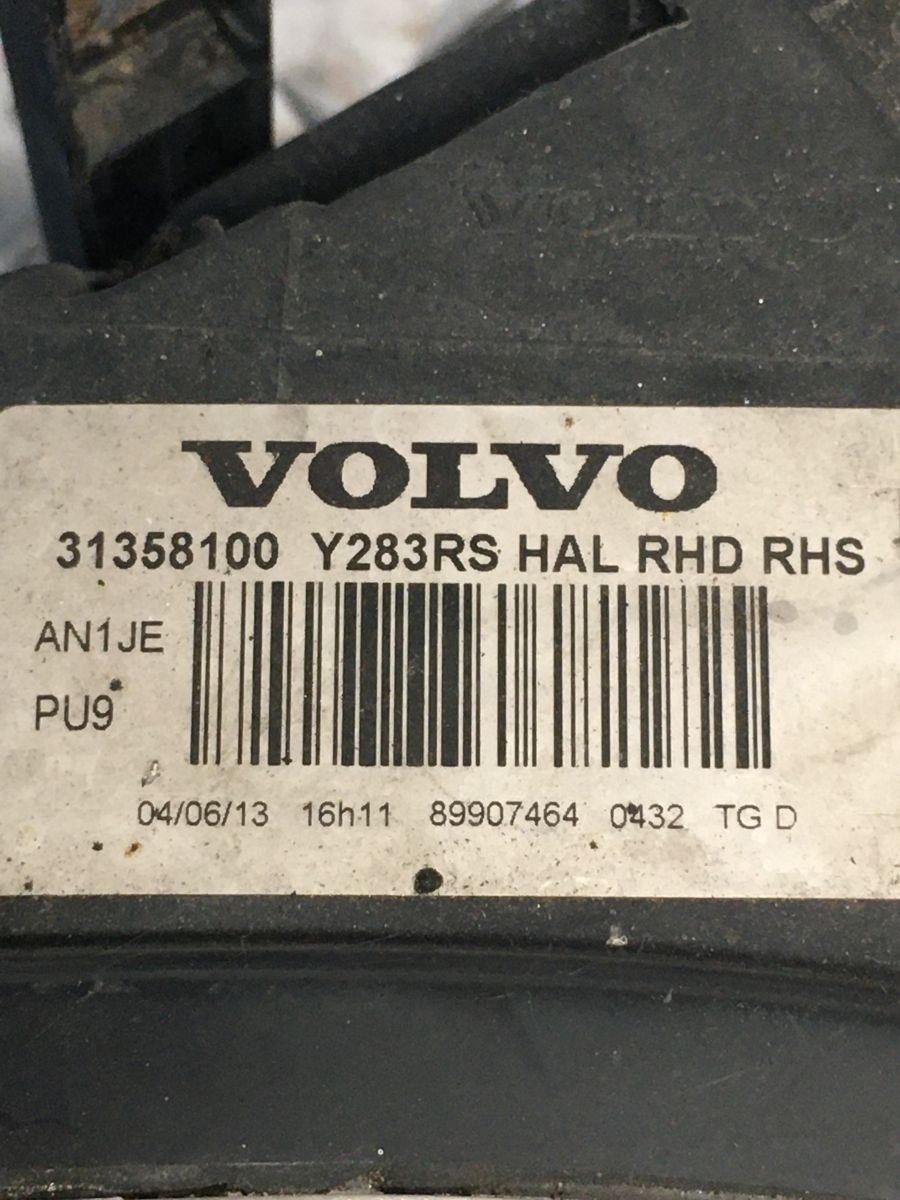 VOLVO
31358100 Y283RS HAL RHD RHS
AN1JE
PU9
04/06/13 16h11 89907464 0432 TG D